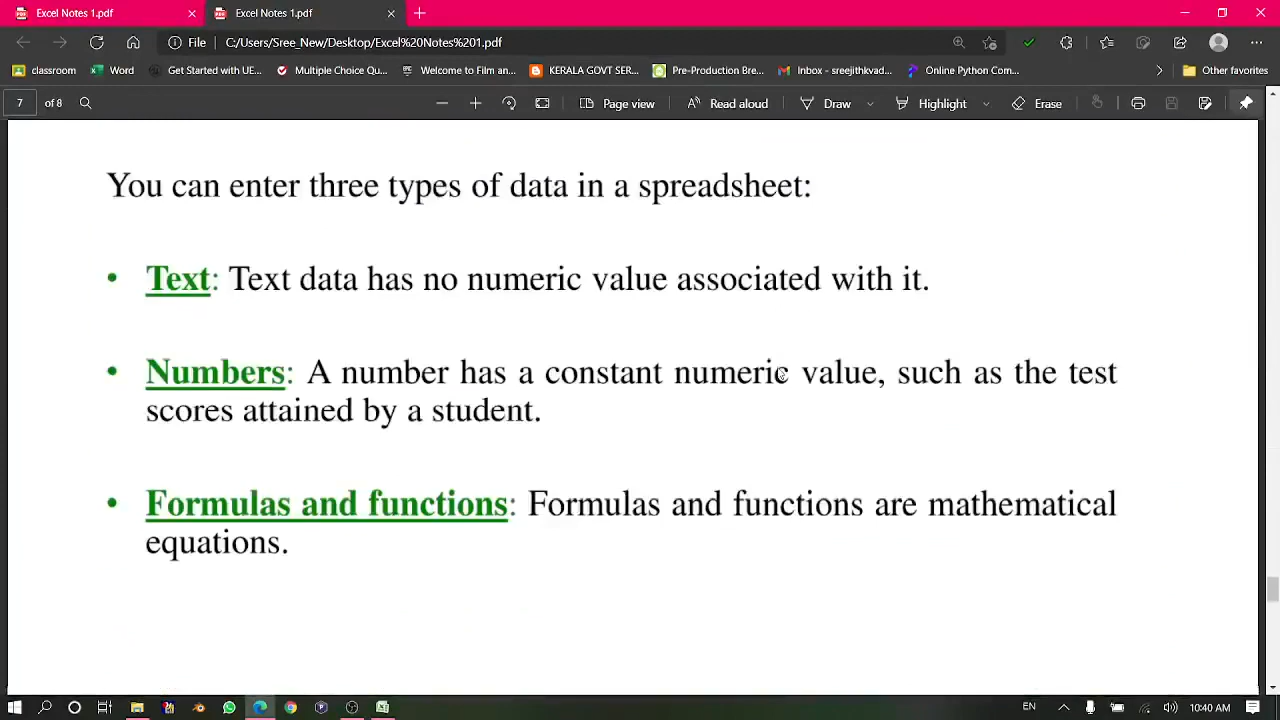 Excel Notes 1.pdf
Excel Notes 1.pdf
File C:/Users/Sree_New/Desktop/Excel%20Notes%201.pdf
classroom Word Get Started with UE... Multiple Choice Qu... Welcome to Film an... KERALA GOVT SER... Pre-Production Bre... Inbox - sreejithkvad... Online Python Com... Other favorites
7 of 8 Page view Read aloud Draw Highlight Erase
You can enter three types of data in a spreadsheet:
• Text: Text data has no numeric value associated with it.
• Numbers: A number has a constant numeric value, such as the test
scores attained by a student.
• Formulas and functions: Formulas and functions are mathematical
equations.
EN 10:40 AM